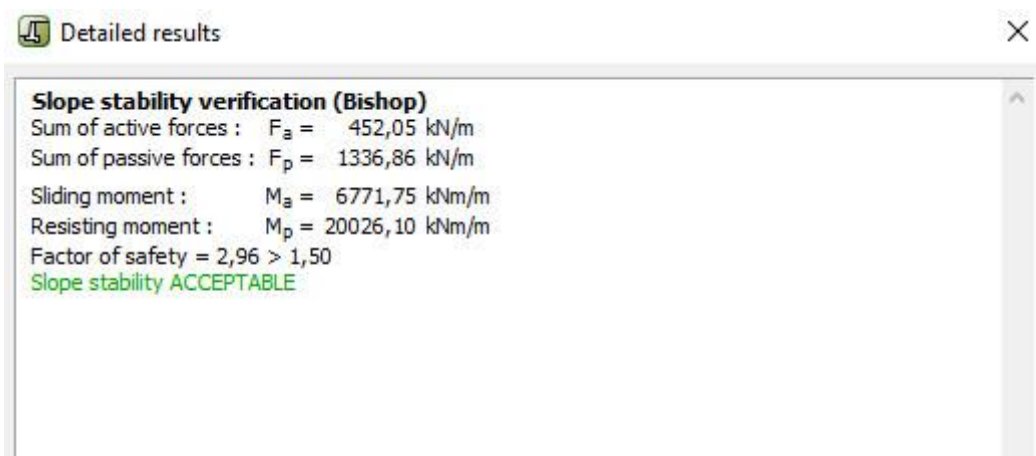 Detailed results
Slope stability verification (Bishop)
Sum of active forces : Fa = 452,05 kN/m
Sum of passive forces : Fp = 1336,86 kN/m
Sliding moment : Ma = 6771,75 kNm/m
Resisting moment : Mp = 20026,10 kNm/m
Factor of safety = 2,96 > 1,50
Slope stability ACCEPTABLE